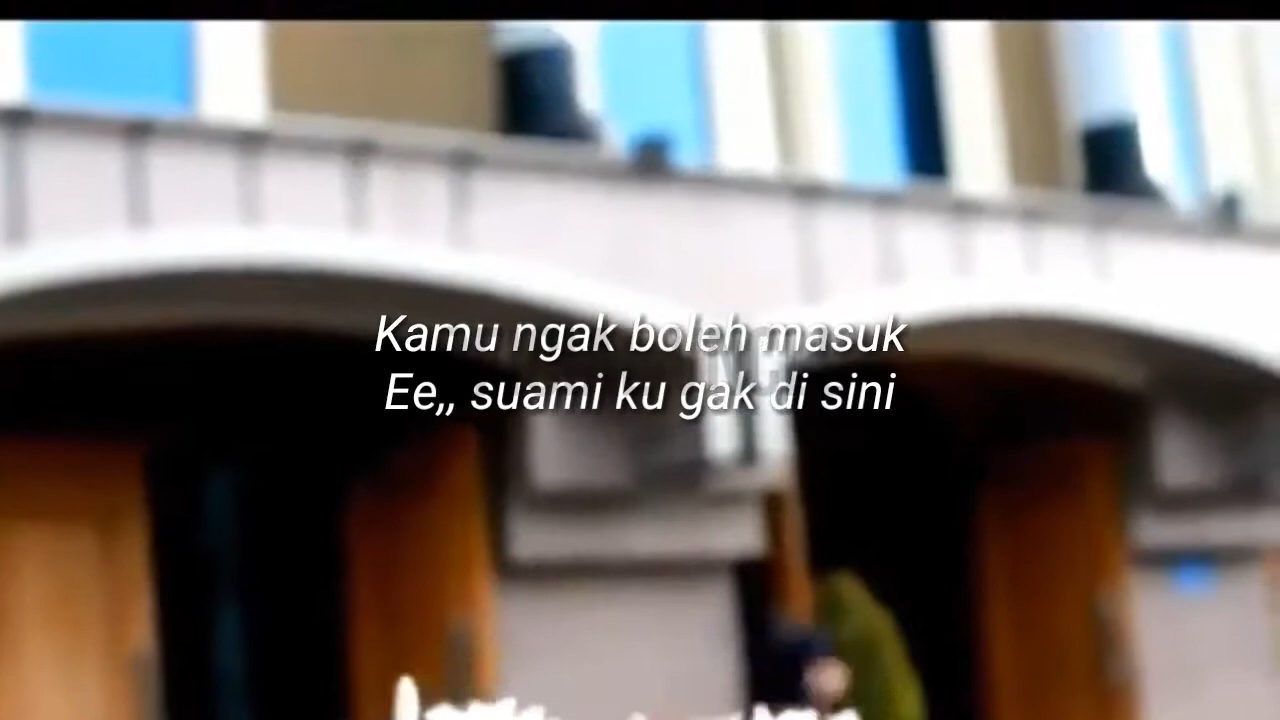 Kamu ngak boleh masuk
Ee,, suami ku gak di sini